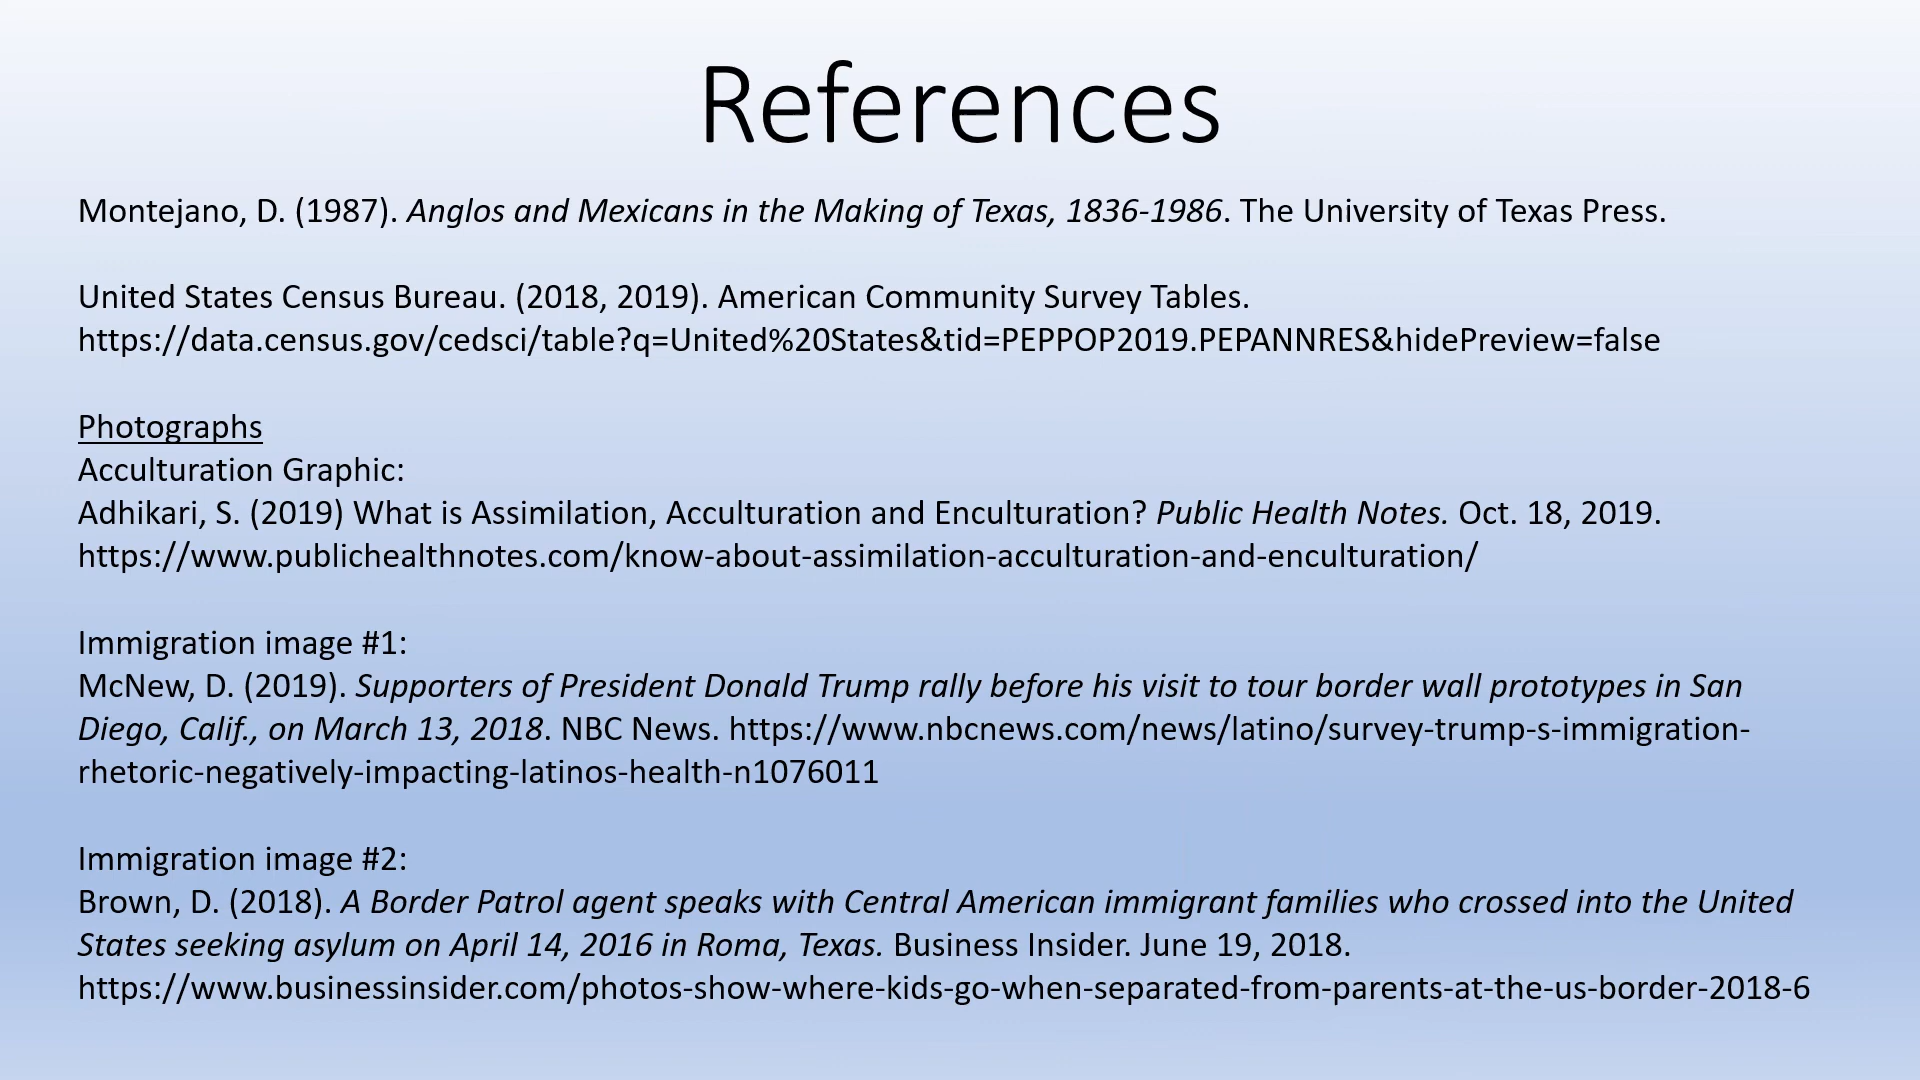 References
Montejano, D. (1987). Anglos and Mexicans in the Making of Texas, 1836-1986. The University of Texas Press.
United States Census Bureau. (2018, 2019). American Community Survey Tables.
https://data.census.gov/cedsci/table?q=United%20States&tid=PEPPOP2019.PEPANNRES&hidePreview=false
Photographs
Acculturation Graphic:
Adhikari, S. (2019) What is Assimilation, Acculturation and Enculturation? Public Health Notes. Oct. 18, 2019.
https://www.publichealthnotes.com/know-about-assimilation-acculturation-and-enculturation/
Immigration image #1:
McNew, D. (2019). Supporters of President Donald Trump rally before his visit to tour border wall prototypes in San
Diego, Calif., on March 13, 2018. NBC News. https://www.nbcnews.com/news/latino/survey-trump-s-immigration-
rhetoric-negatively-impacting-latinos-health-n1076011
Immigration image #2:
Brown, D. (2018). A Border Patrol agent speaks with Central American immigrant families who crossed into the United
States seeking asylum on April 14, 2016 in Roma, Texas. Business Insider. June 19, 2018.
https://www.businessinsider.com/photos-show-where-kids-go-when-separated-from-parents-at-the-us-border-2018-6